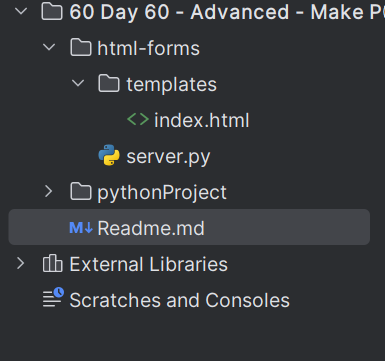 60 Day 60 - Advanced - Make P
html-forms
templates
<> index.html
server.py
pythonProject
M↓ Readme.md
External Libraries
Scratches and Consoles